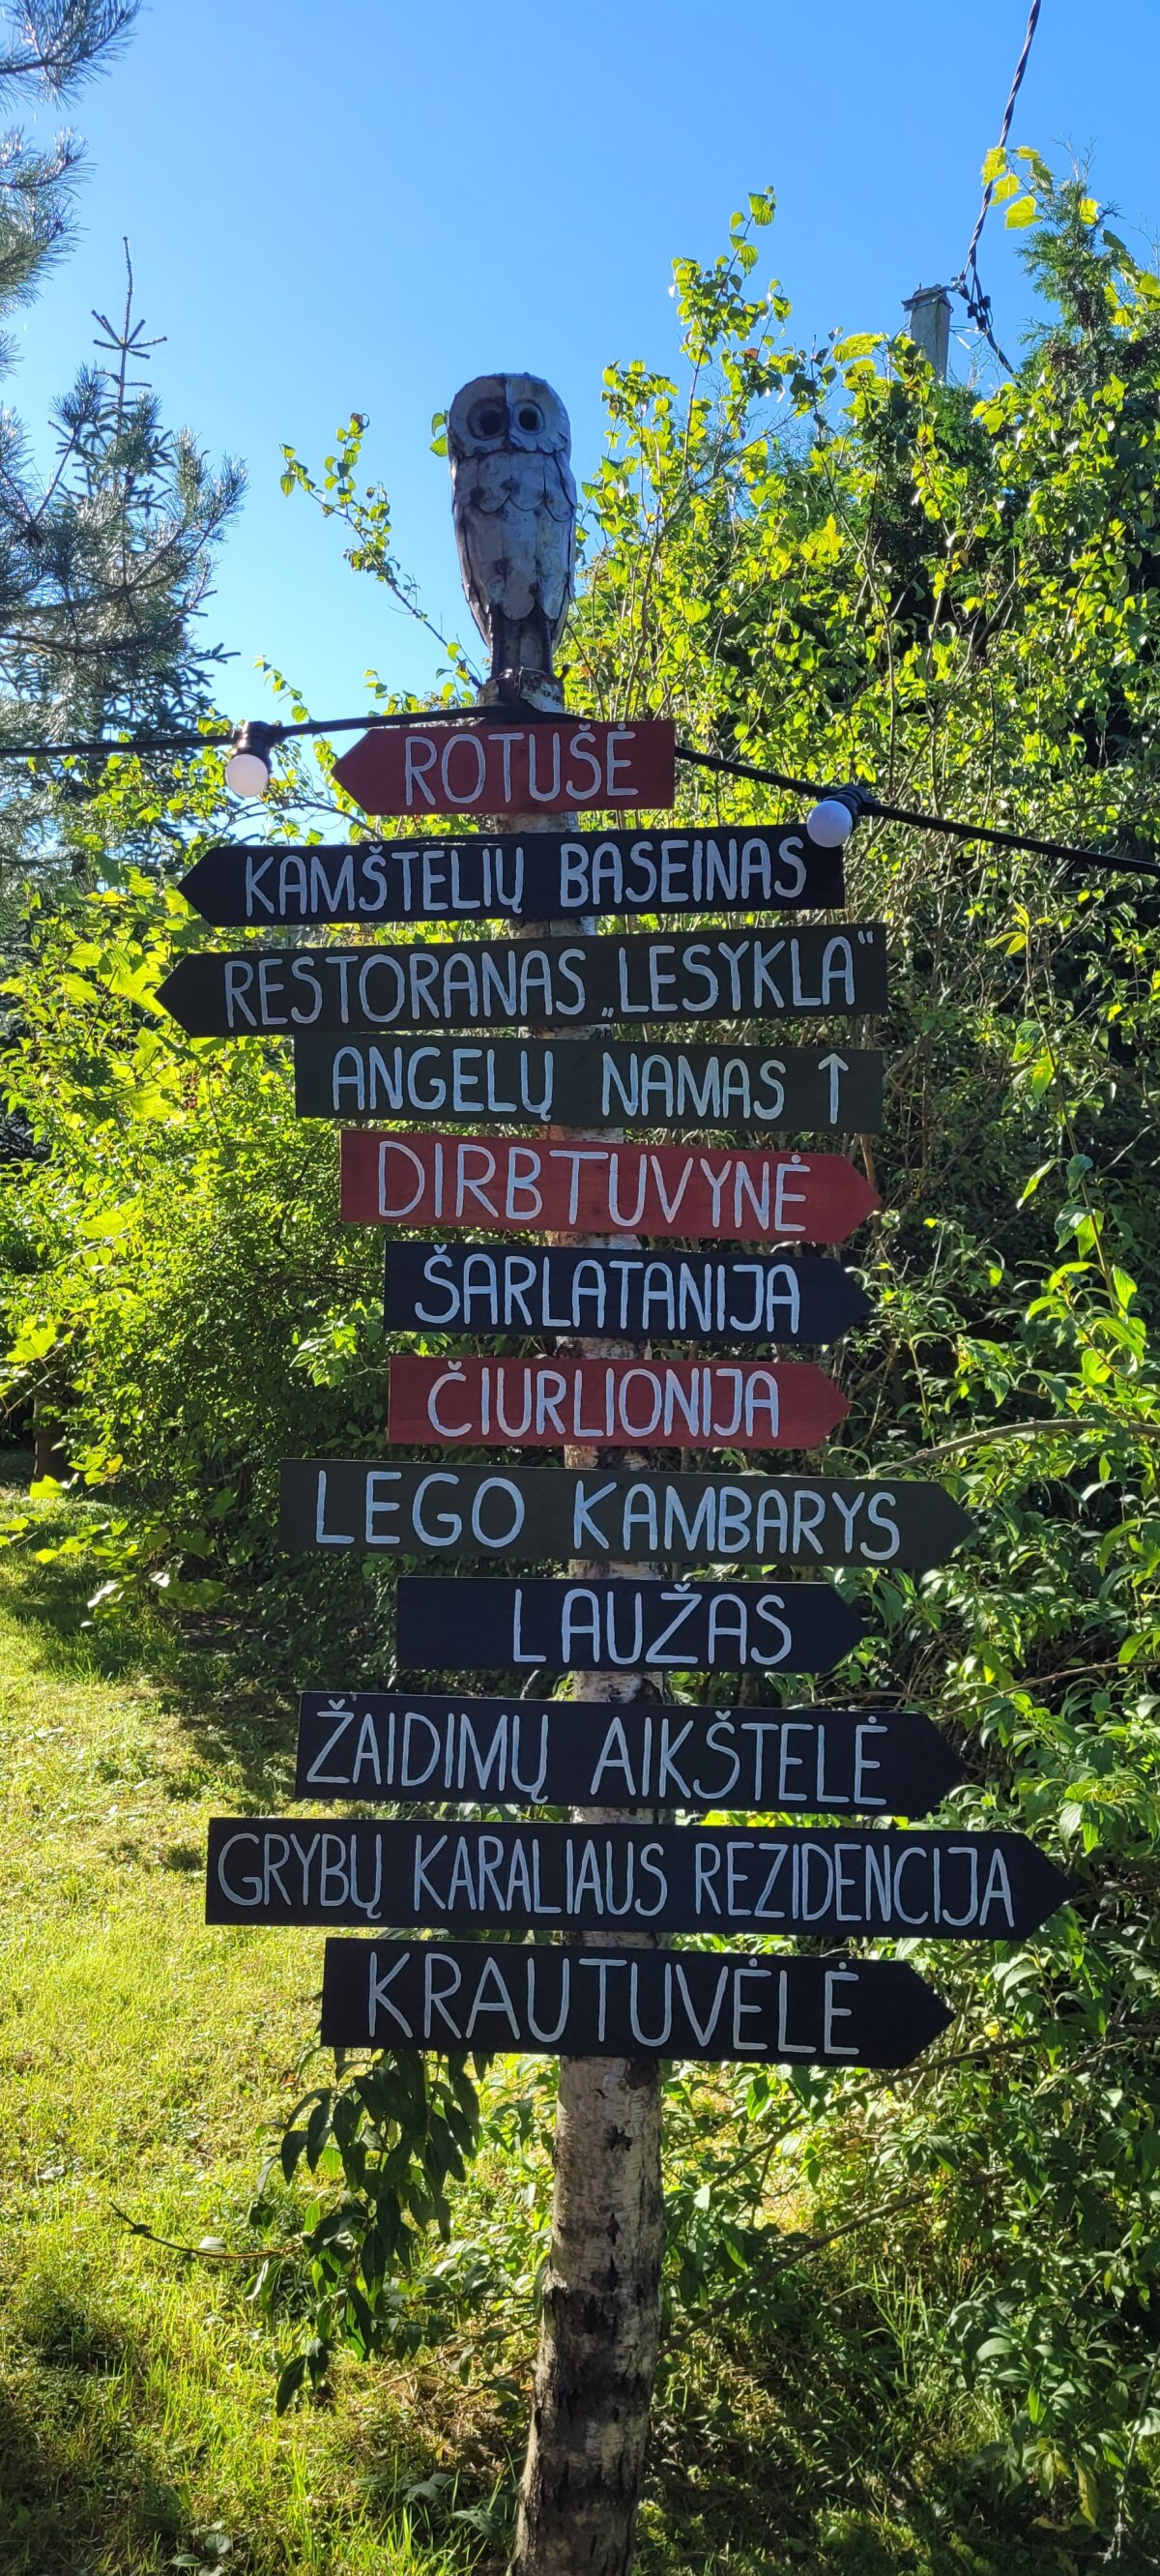 ROTUŠĖ
KAMŠTELIŲ BASEINAS
RESTORANAS „LESYKLA“
ANGELŲ NAMAS ↑
DIRBTUVYNĖ
ŠARLATANIJA
ČIURLIONIJA
LEGO KAMBARYS
LAUŽAS
ŽAIDIMŲ AIKŠTELĖ
GRYBŲ KARALIAUS REZIDENCIJA
KRAUTUVĖLĖ